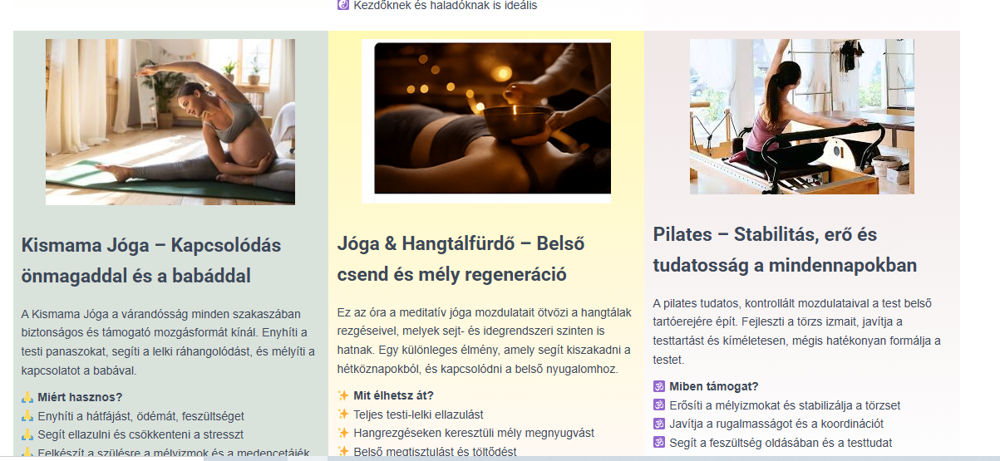 Kezdőknek és haladóknak is ideális
Kismama Jóga – Kapcsolódás
önmagaddal és a babáddal
A Kismama Jóga a várandósság minden szakaszában
biztonságos és támogató mozgásformát kínál. Enyhíti a
testi panaszokat, segíti a lelki ráhangolódást, és mélyíti a
kapcsolatot a babával.
🙏 Miért hasznos?
🙏 Enyhíti a hátfájást, ödémát, feszültséget
🙏 Segít ellazulni és csökkenteni a stresszt
🙏 Felkészít a szülésre a mélyizmok és a medencetájék
Jóga & Hangtálfürdő – Belső
csend és mély regeneráció
Ez az óra a meditatív jóga mozdulatait ötvözi a hangtálak
rezgéseivel, melyek sejt- és idegrendszeri szinten is
hatnak. Egy különleges élmény, amely segít kiszakadni a
hétköznapokból, és kapcsolódni a belső nyugalomhoz.
✨ Mit élhetsz át?
✨ Teljes testi-lelki ellazulást
✨ Hangrezgéseken keresztüli mély megnyugvást
✨ Belső megtisztulást és töltődést
Pilates – Stabilitás, erő és
tudatosság a mindennapokban
A pilates tudatos, kontrollált mozdulataival a test belső
tartóerejére épít. Fejleszti a törzs izmait, javítja a
testtartást és kíméletesen, mégis hatékonyan formálja a
testet.
🕉 Miben támogat?
🕉 Erősíti a mélyizmokat és stabilizálja a törzset
🕉 Javítja a rugalmasságot és a koordinációt
🕉 Segít a feszültség oldásában és a testtudat